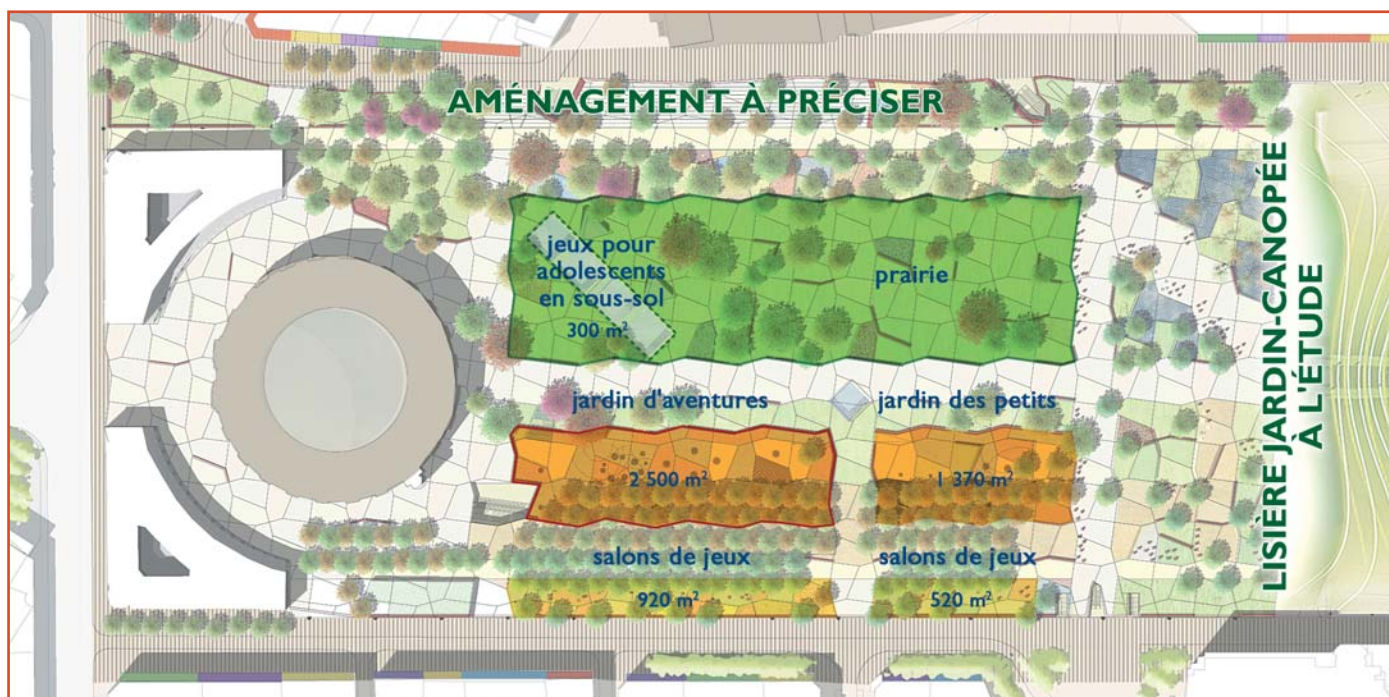 AMÉNAGEMENT À PRÉCISER
jeux pour
adolescents
en sous-sol
300 m²
prairie
jardin d'aventures
jardin des petits
2 500 m²
1 370 m²
salons de jeux
salons de jeux
920 m²
520 m²
LISIÈRE JARDIN-CANOPÉE
À L'ÉTUDE